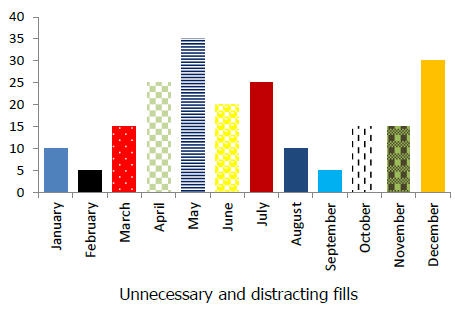 40
35
30
25
20
15
10
5
0
January
February
March
April
May
June
July
August
September
October
November
December
Unnecessary and distracting fills